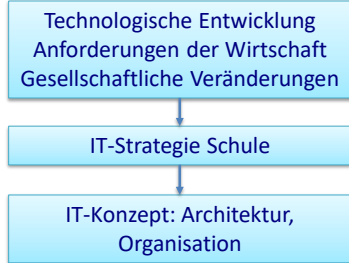 Technologische Entwicklung
Anforderungen der Wirtschaft
Gesellschaftliche Veränderungen
IT-Strategie Schule
IT-Konzept: Architektur,
Organisation